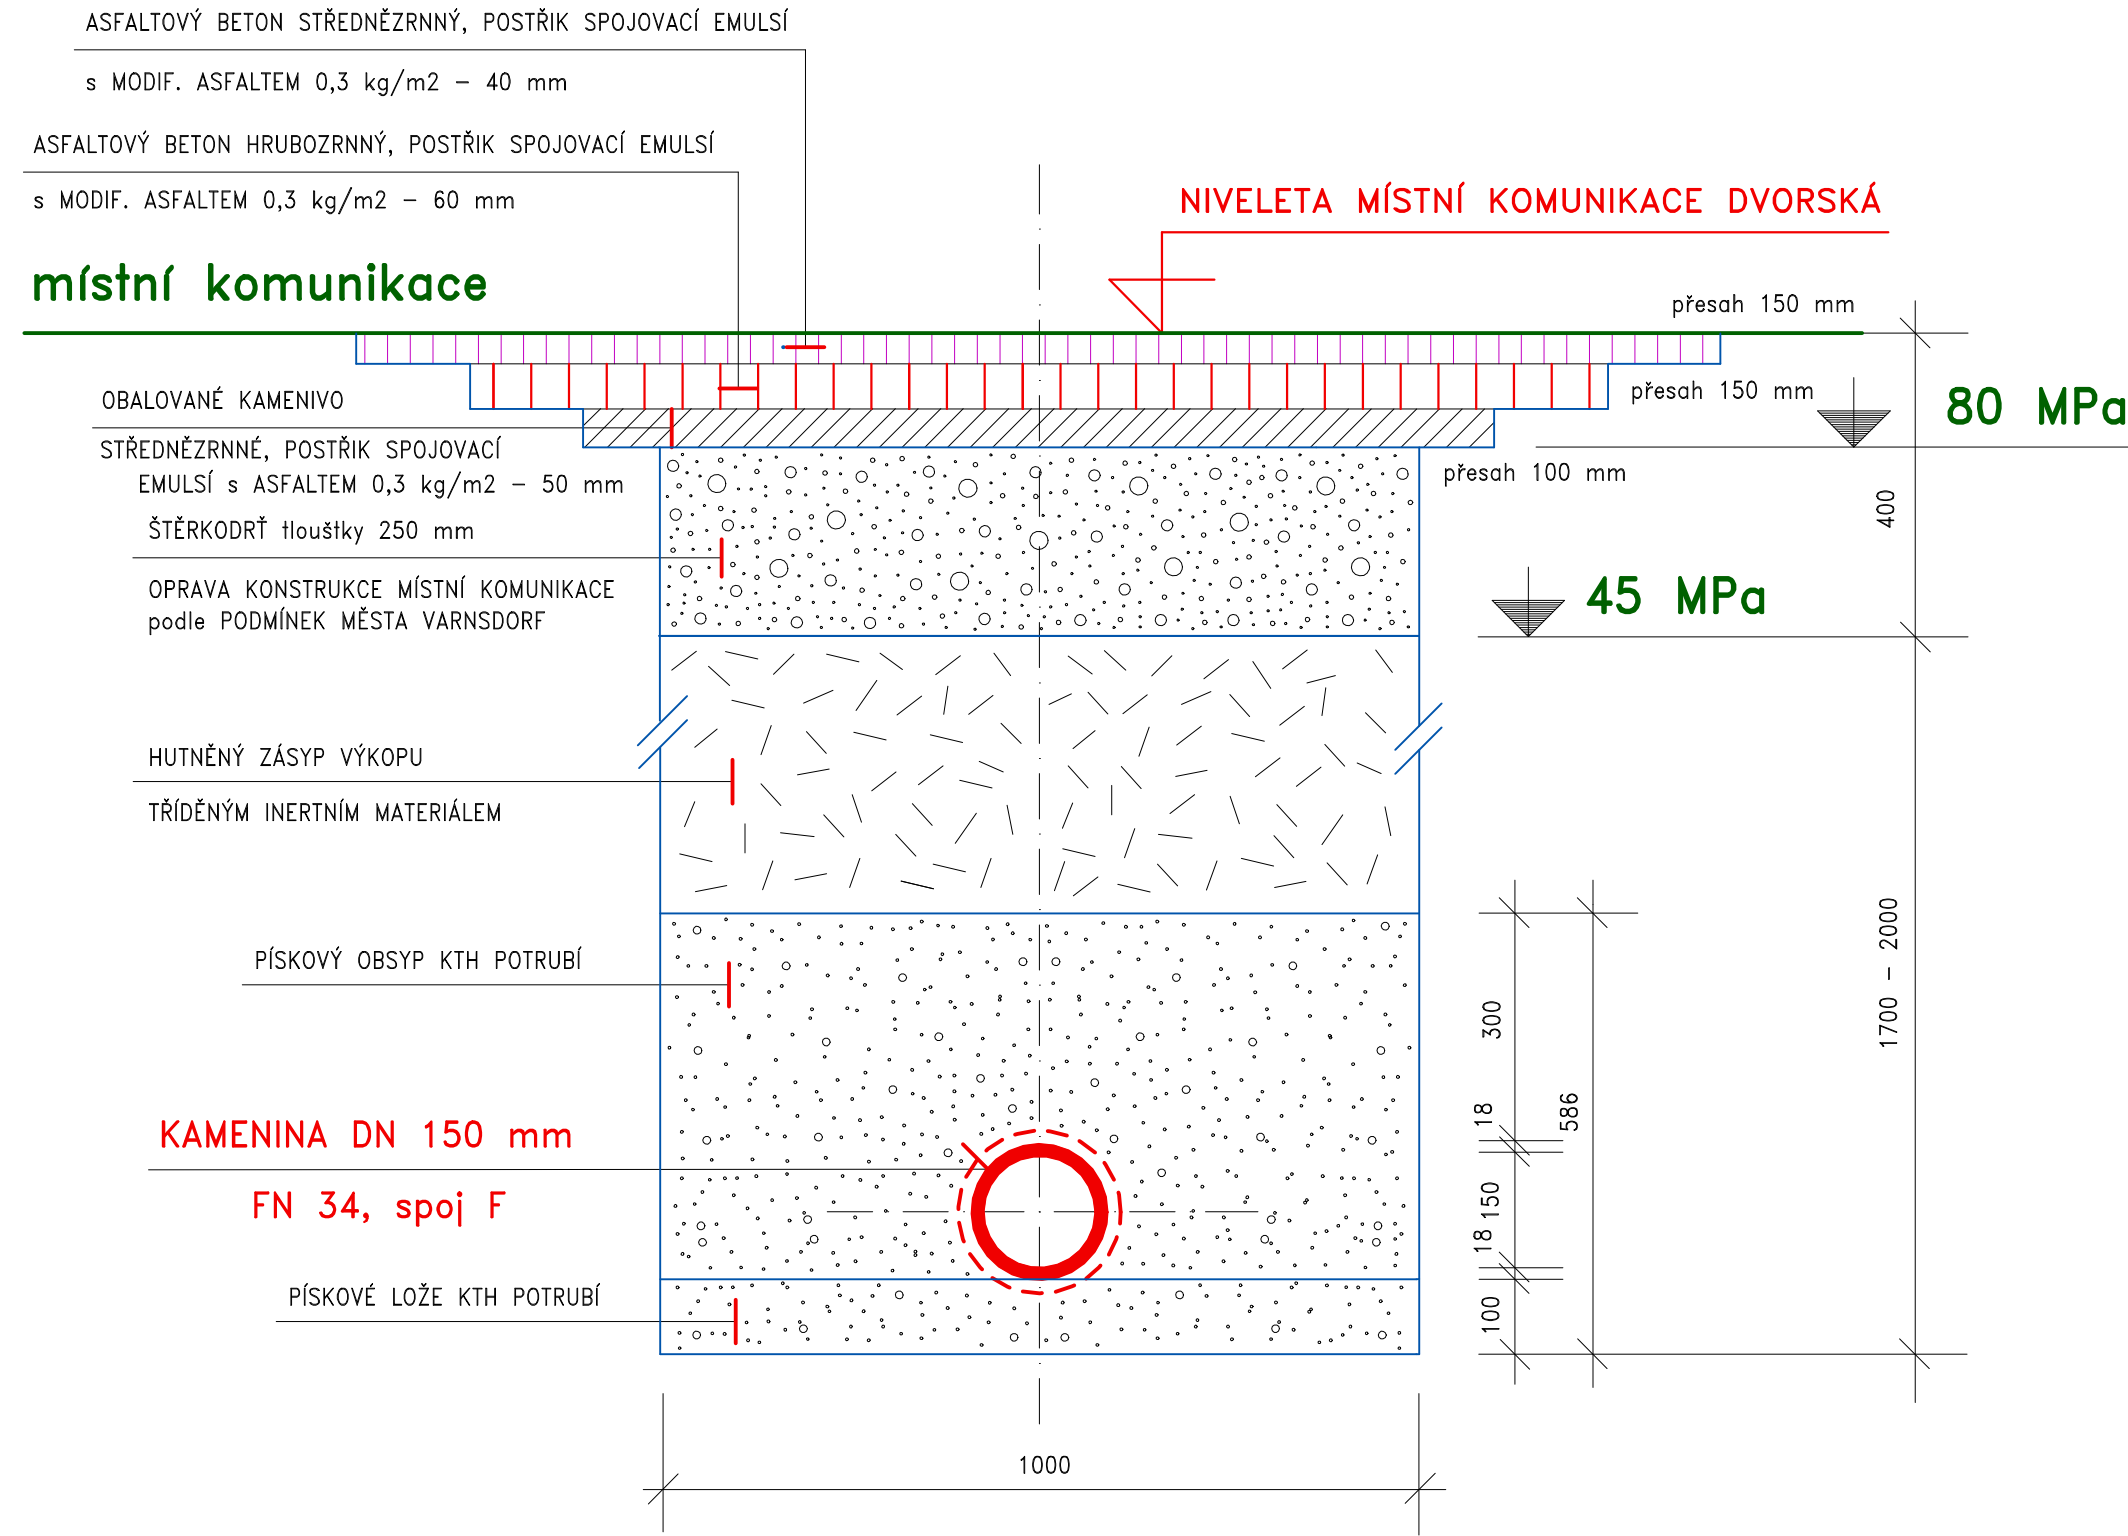 ASFALTOVÝ BETON STŘEDNĚZRNNÝ, POSTŘIK SPOJOVACÍ EMULSÍ
s MODIF. ASFALTEM 0,3 kg/m2 – 40 mm
ASFALTOVÝ BETON HRUBOZRNNÝ, POSTŘIK SPOJOVACÍ EMULSÍ
s MODIF. ASFALTEM 0,3 kg/m2 – 60 mm
NIVELETA MÍSTNÍ KOMUNIKACE DVORSKÁ
místní komunikace
přesah 150 mm
přesah 150 mm
80 MPa
OBALOVANÉ KAMENIVO
STŘEDNĚZRNNÉ, POSTŘIK SPOJOVACÍ
EMULSÍ s ASFALTEM 0,3 kg/m2 – 50 mm
přesah 100 mm
400
ŠTĚRKODRŤ tloušťky 250 mm
OPRAVA KONSTRUKCE MÍSTNÍ KOMUNIKACE
podle PODMÍNEK MĚSTA VARNSDORF
45 MPa
HUTNĚNÝ ZÁSYP VÝKOPU
TŘÍDĚNÝM INERTNÍM MATERIÁLEM
PÍSKOVÝ OBSYP KTH POTRUBÍ
1700 – 2000
300
18
586
KAMENINA DN 150 mm
FN 34, spoj F
150
18
PÍSKOVÉ LOŽE KTH POTRUBÍ
100
1000